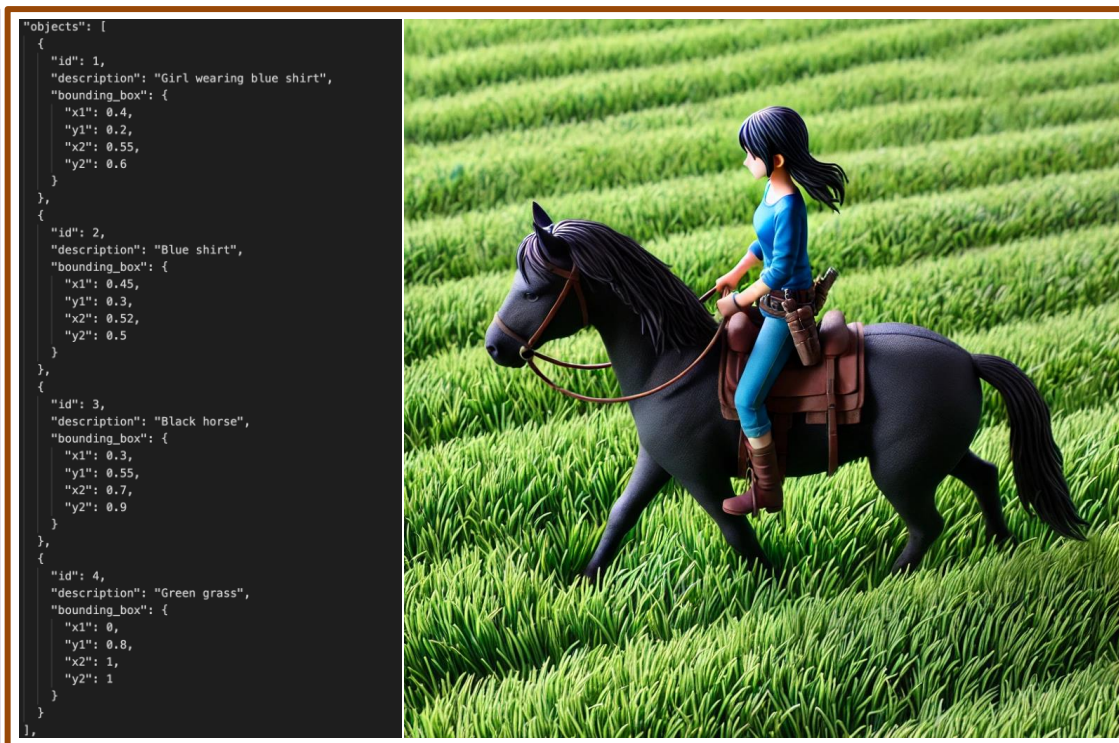 "objects": [
{
"id": 1,
"description": "Girl wearing blue shirt",
"bounding_box": {
"x1": 0.4,
"y1": 0.2,
"x2": 0.55,
"y2": 0.6
}
},
{
"id": 2,
"description": "Blue shirt",
"bounding_box": {
"x1": 0.45,
"y1": 0.3,
"x2": 0.52,
"y2": 0.5
}
},
{
"id": 3,
"description": "Black horse",
"bounding_box": {
"x1": 0.3,
"y1": 0.55,
"x2": 0.7,
"y2": 0.9
}
},
{
"id": 4,
"description": "Green grass",
"bounding_box": {
"x1": 0,
"y1": 0.8,
"x2": 1,
"y2": 1
}
}
],